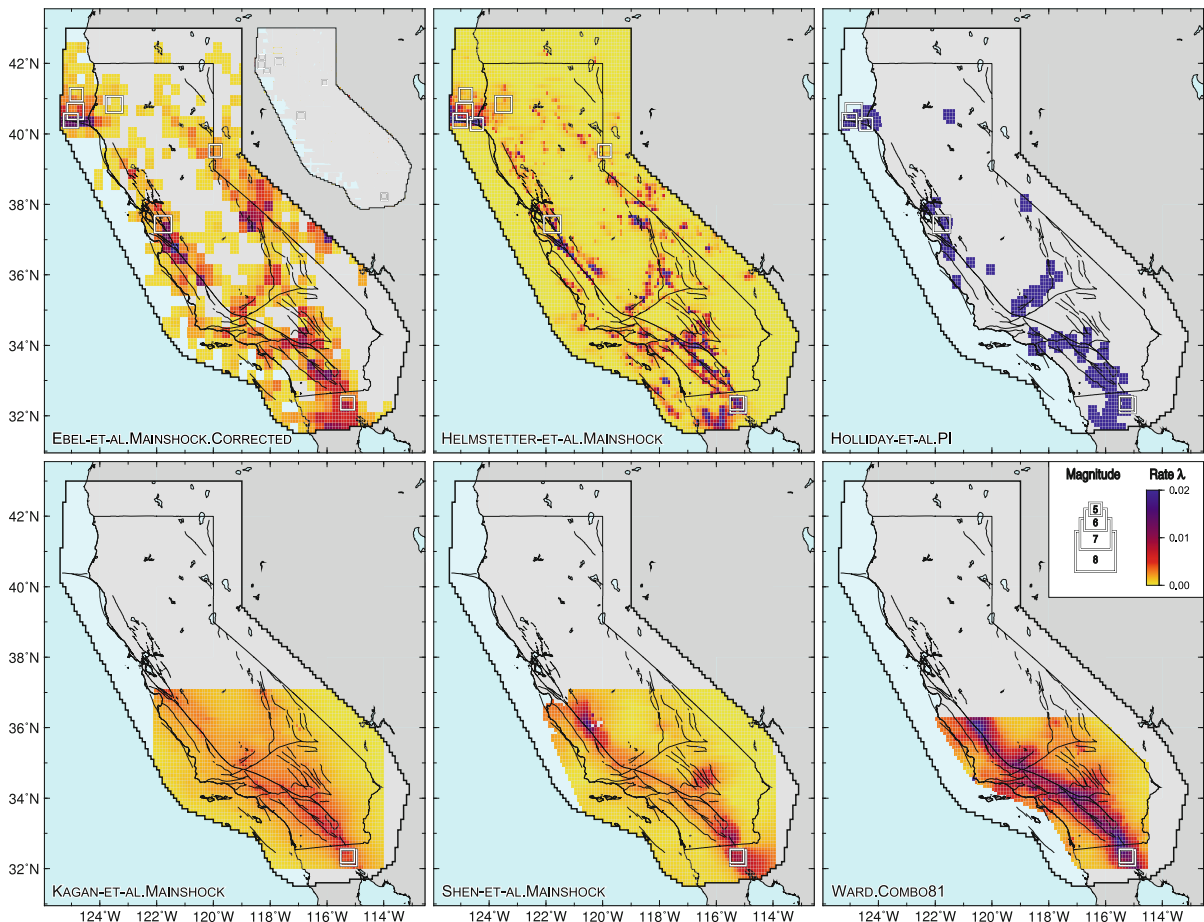 42°N
40°N
38°N
36°N
34°N
32°N
EBEL-ET-AL.MAINSHOCK.CORRECTED
HELMSTETTER-ET-AL.MAINSHOCK
HOLLIDAY-ET-AL.PI
Magnitude Rate λ
5
6
7
8
0.02
0.01
0.00
42°N
40°N
38°N
36°N
34°N
32°N
KAGAN-ET-AL.MAINSHOCK
SHEN-ET-AL.MAINSHOCK
WARD.COMBO81
124°W 122°W 120°W 118°W 116°W 114°W
124°W 122°W 120°W 118°W 116°W 114°W
124°W 122°W 120°W 118°W 116°W 114°W